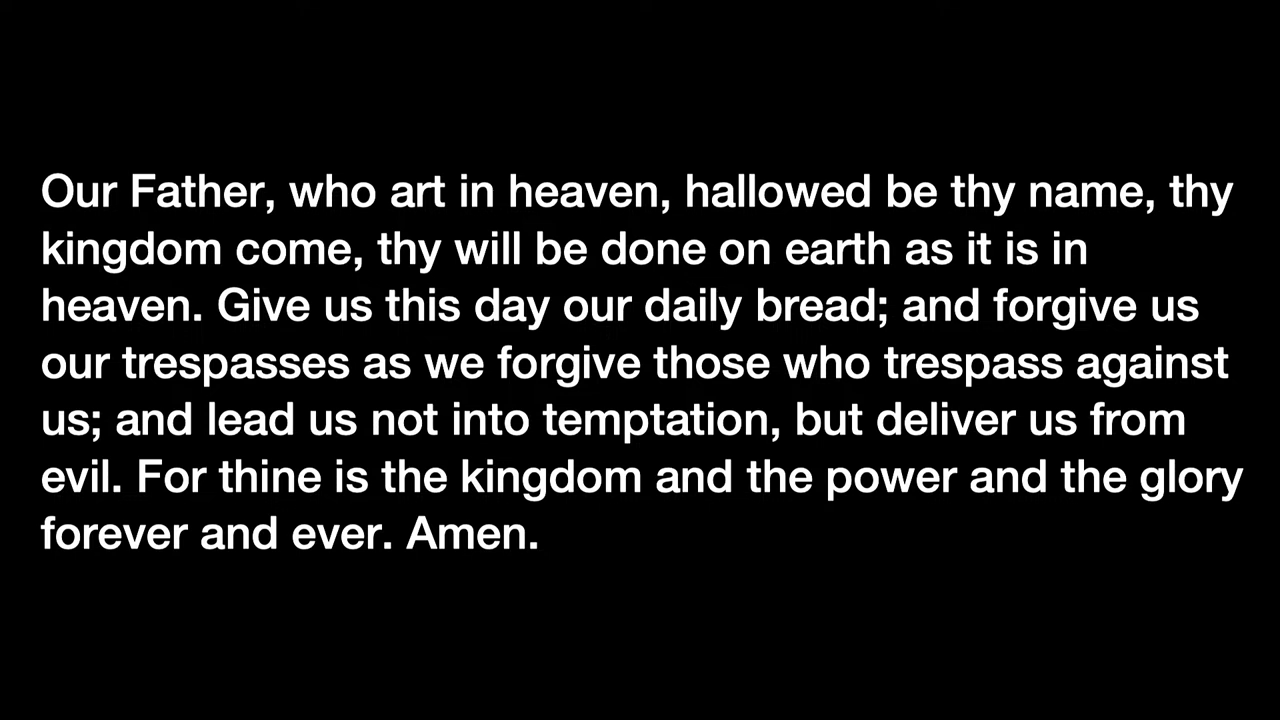 Our Father, who art in heaven, hallowed be thy name, thy
kingdom come, thy will be done on earth as it is in
heaven. Give us this day our daily bread; and forgive us
our trespasses as we forgive those who trespass against
us; and lead us not into temptation, but deliver us from
evil. For thine is the kingdom and the power and the glory
forever and ever. Amen.